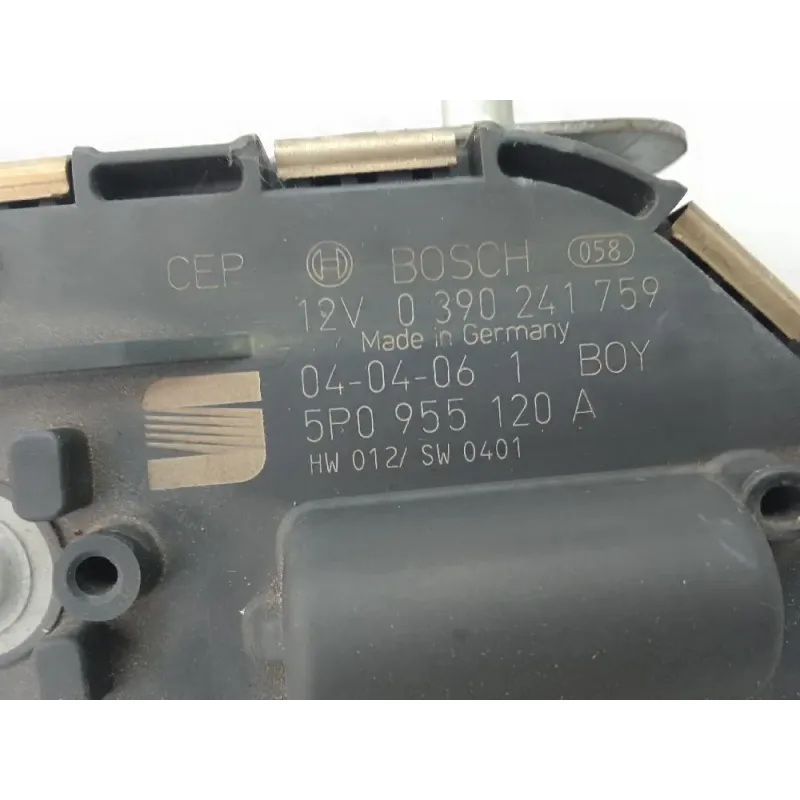 CEP BOSCH 058
12V 0 390 241 759
Made in Germany
04-04-06 1 BOY
5P0 955 120 A
HW 012/ SW 0401